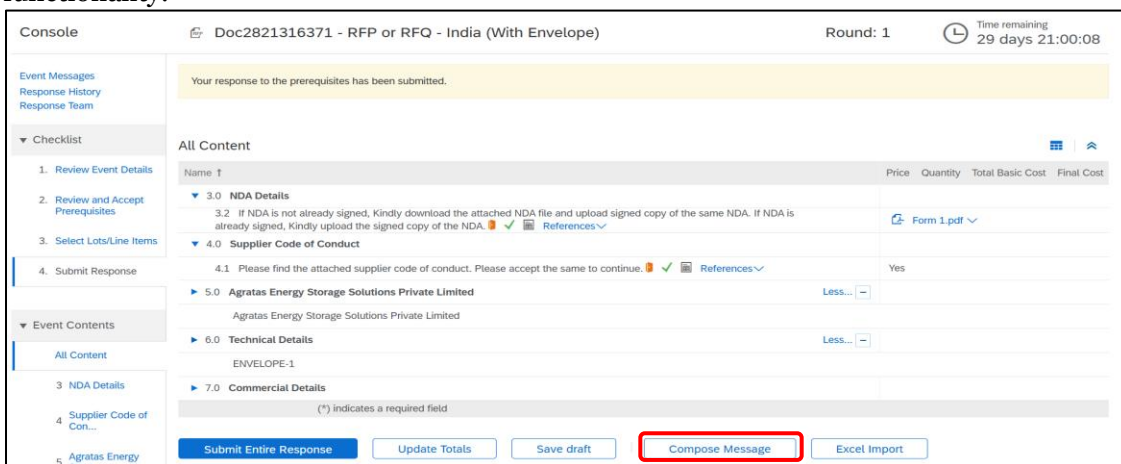 Console
Doc2821316371 - RFP or RFQ - India (With Envelope)
Round: 1
Time remaining
29 days 21:00:08
Event Messages
Response History
Response Team
Your response to the prerequisites has been submitted.
▼ Checklist
1. Review Event Details
2. Review and Accept
Prerequisites
3. Select Lots/Line Items
4. Submit Response
▼ Event Contents
All Content
3 NDA Details
4 Supplier Code of
Con...
5 Agratas Energy
All Content
Name ↑ Price Quantity Total Basic Cost Final Cost
▼ 3.0 NDA Details
3.2 If NDA is not already signed, Kindly download the attached NDA file and upload signed copy of the same NDA. If NDA is
already signed, Kindly upload the signed copy of the NDA. References
Form 1.pdf
▼ 4.0 Supplier Code of Conduct
4.1 Please find the attached supplier code of conduct. Please accept the same to continue. References Yes
► 5.0 Agratas Energy Storage Solutions Private Limited Less... −
Agratas Energy Storage Solutions Private Limited
► 6.0 Technical Details Less... −
ENVELOPE-1
► 7.0 Commercial Details
(*) indicates a required field
Submit Entire Response Update Totals Save draft Compose Message Excel Import